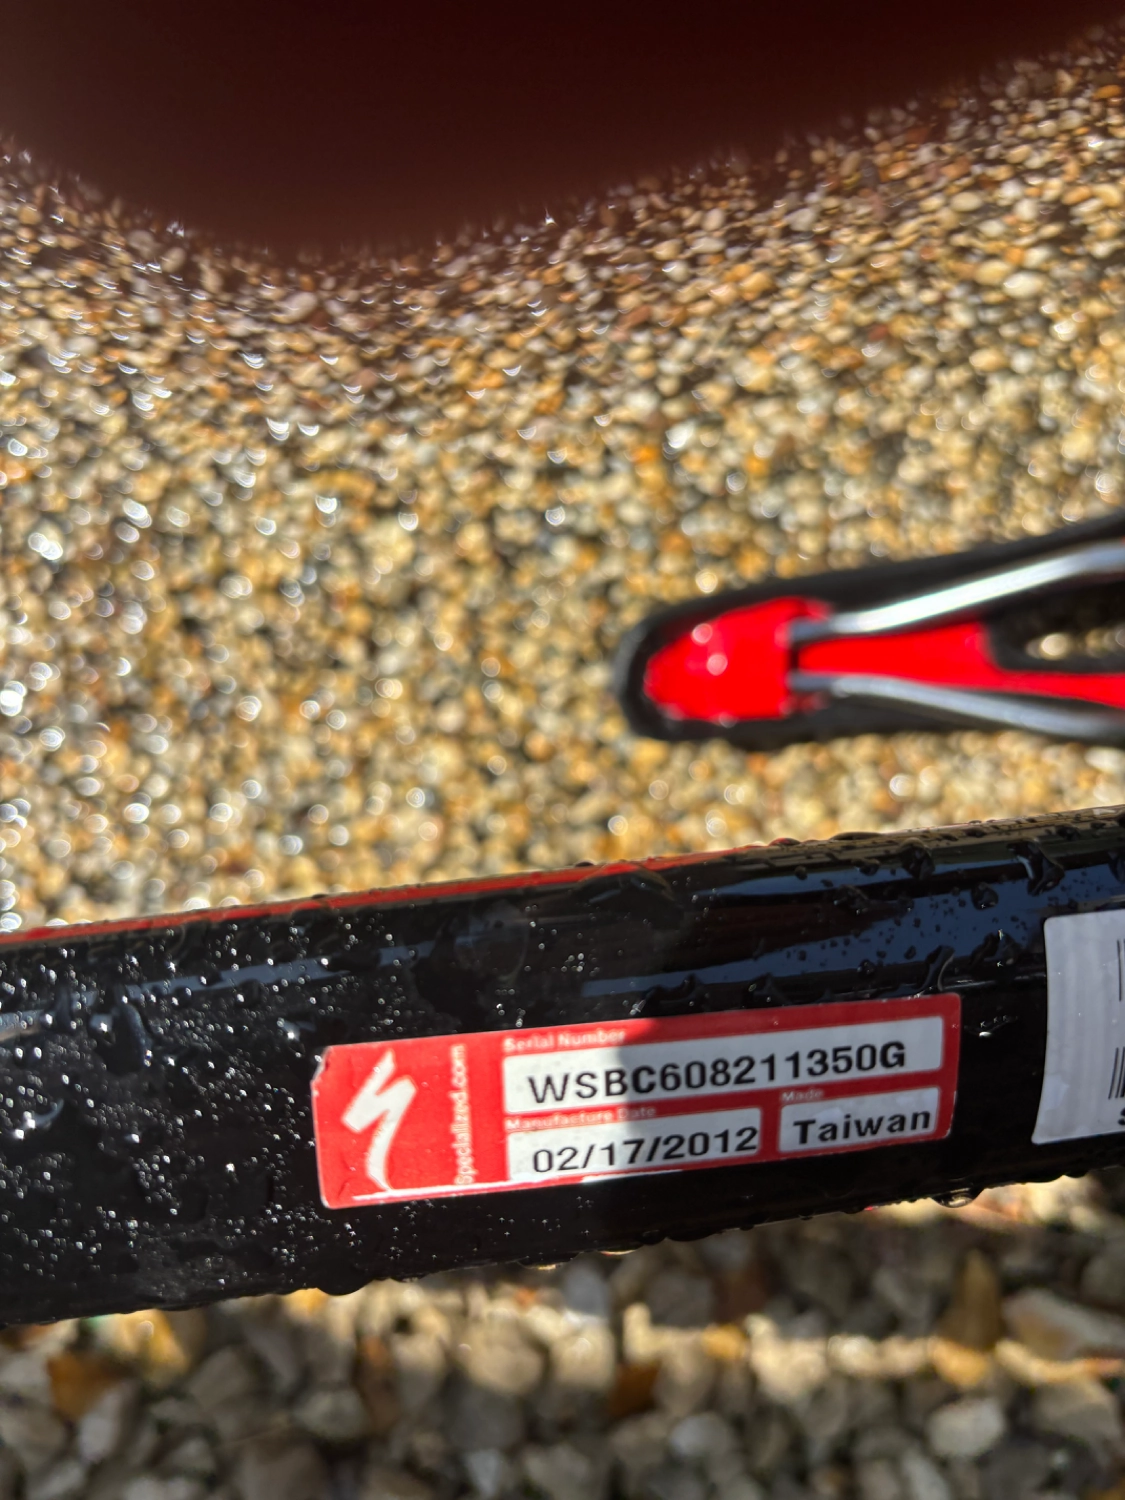 Specialized.com
Serial Number
WSBC608211350G
Manufacture Date
02/17/2012
Made
Taiwan